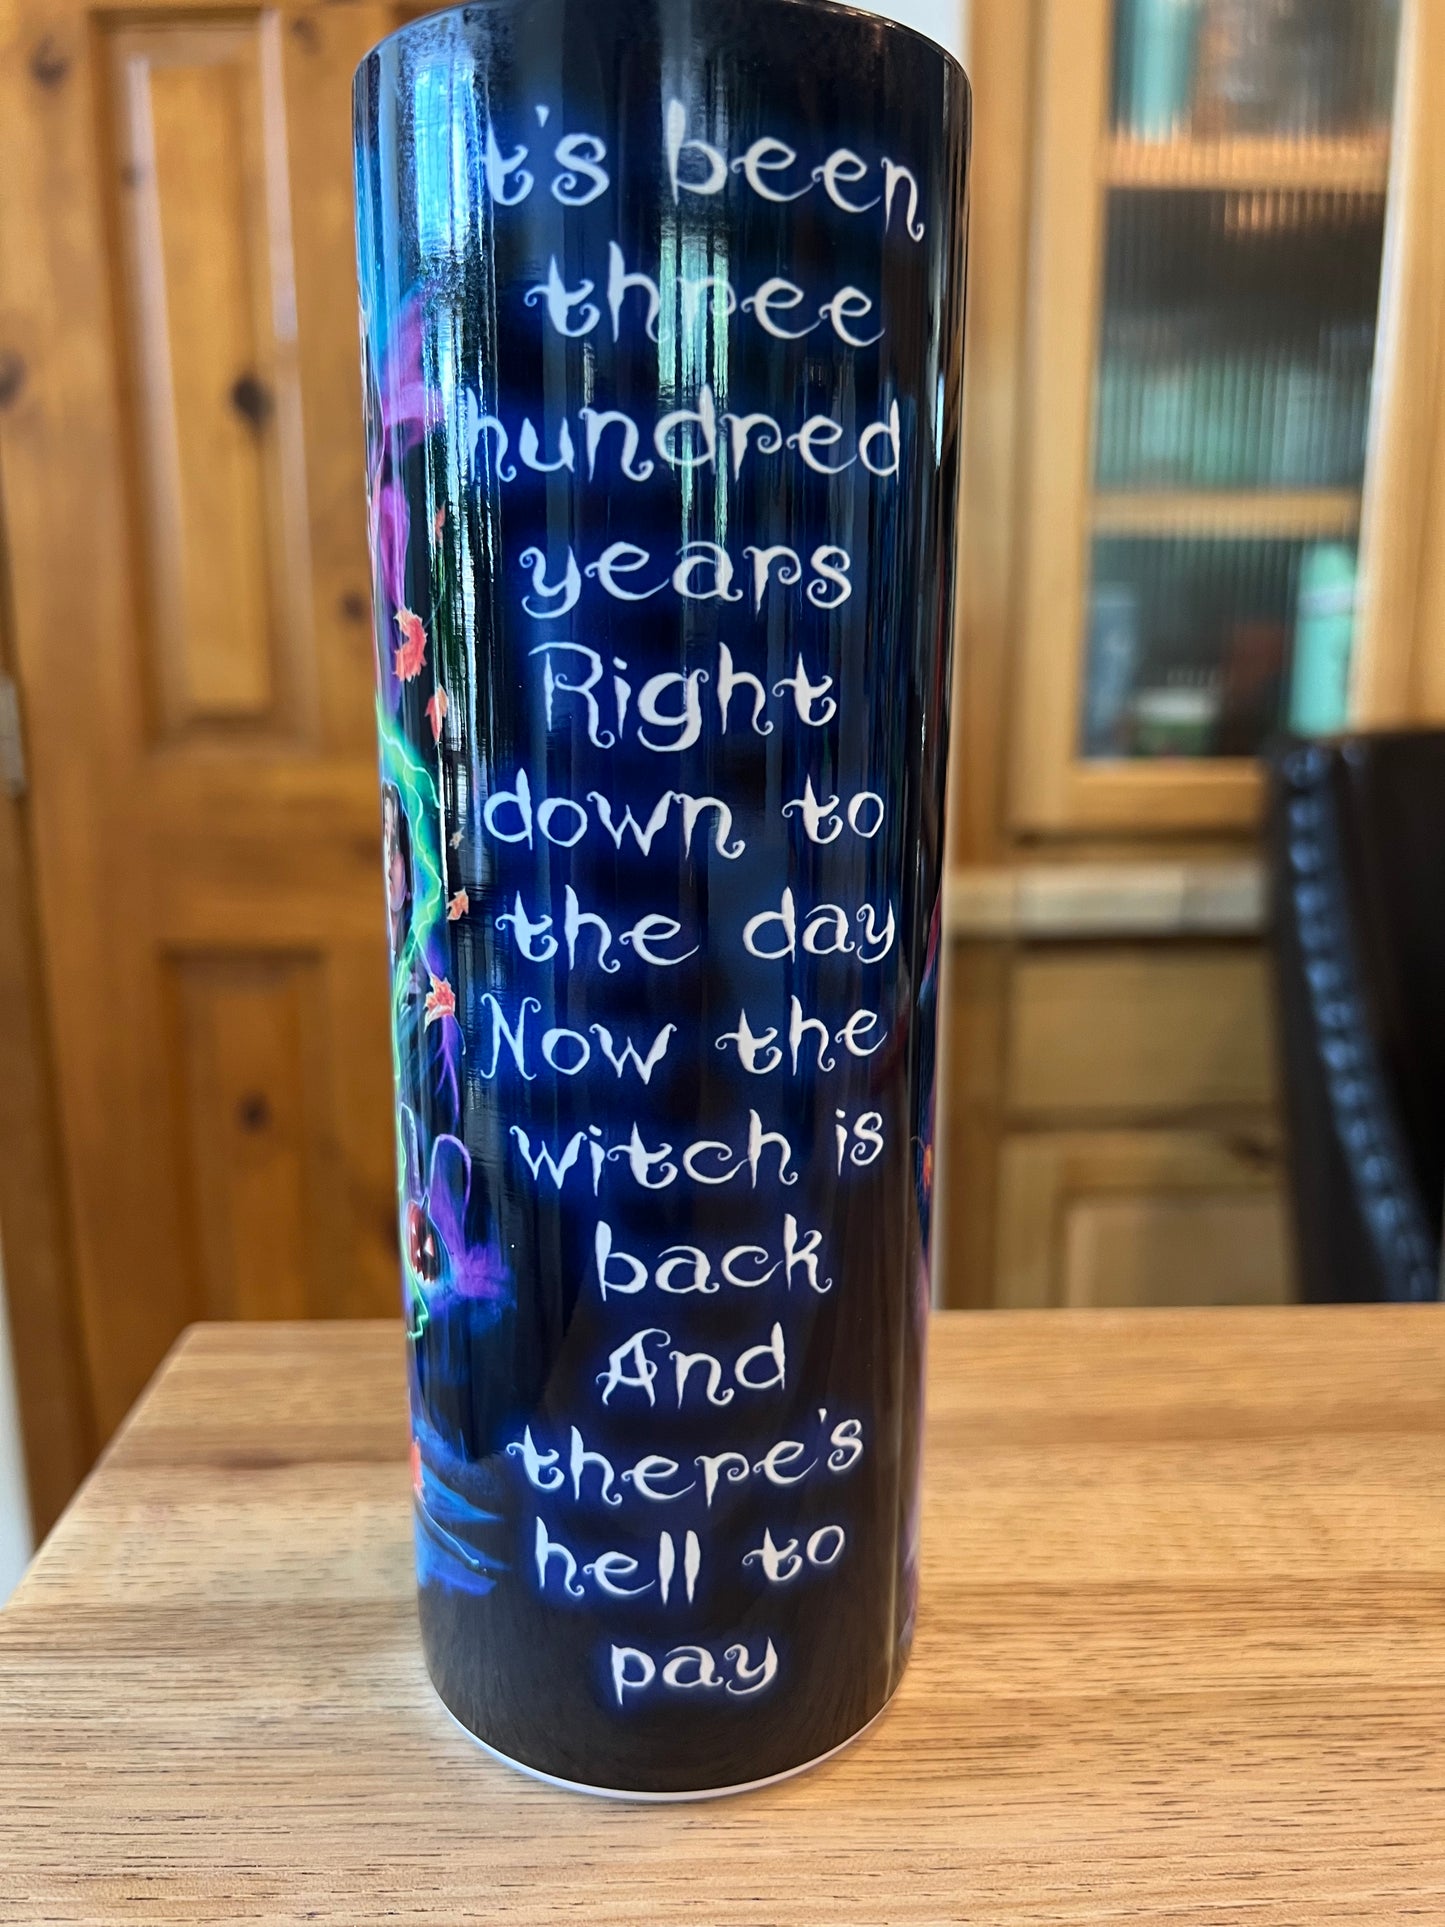 t's been
three
hundred
years
Right
down to
the day
Now the
witch is
back
And
there's
hell to
pay